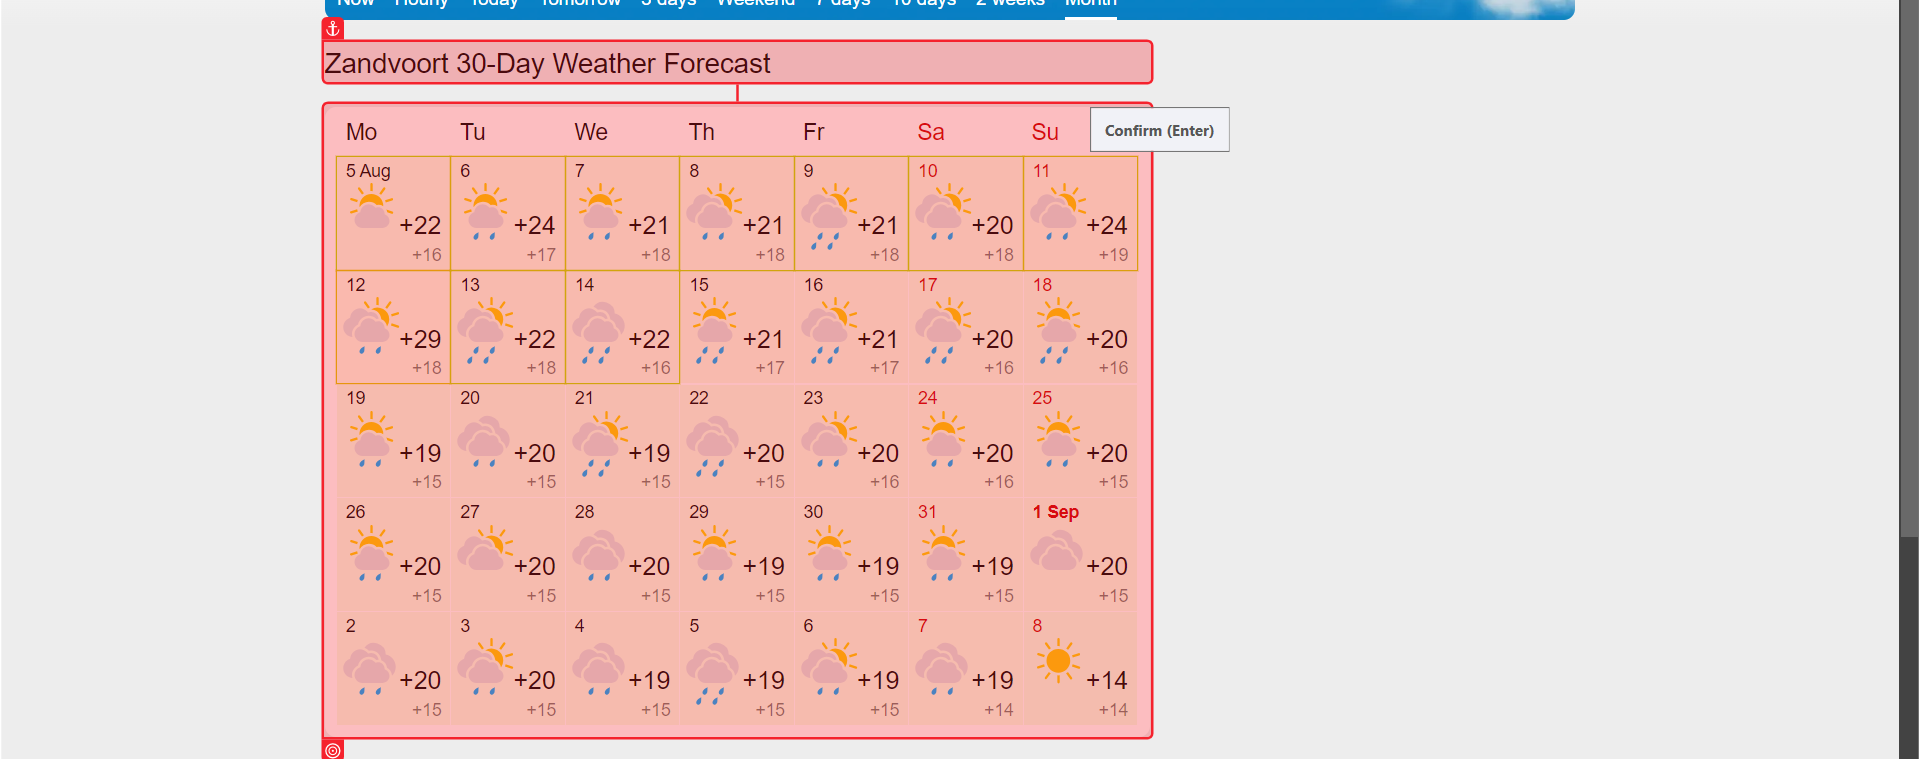 Now Hourly Today Tomorrow 3 days Weekend 7 days 10 days 2 weeks Month
Zandvoort 30-Day Weather Forecast
Mo Tu We Th Fr Sa Su
Confirm (Enter)
5 Aug 6 7 8 9 10 11
+22 +24 +21 +21 +21 +20 +24
+16 +17 +18 +18 +18 +18 +19
12 13 14 15 16 17 18
+29 +22 +22 +21 +21 +20 +20
+18 +18 +16 +17 +17 +16 +16
19 20 21 22 23 24 25
+19 +20 +19 +20 +20 +20 +20
+15 +15 +15 +15 +16 +16 +15
26 27 28 29 30 31 1 Sep
+20 +20 +20 +19 +19 +19 +20
+15 +15 +15 +15 +15 +15 +15
2 3 4 5 6 7 8
+20 +20 +19 +19 +19 +19 +14
+15 +15 +15 +15 +15 +14 +14